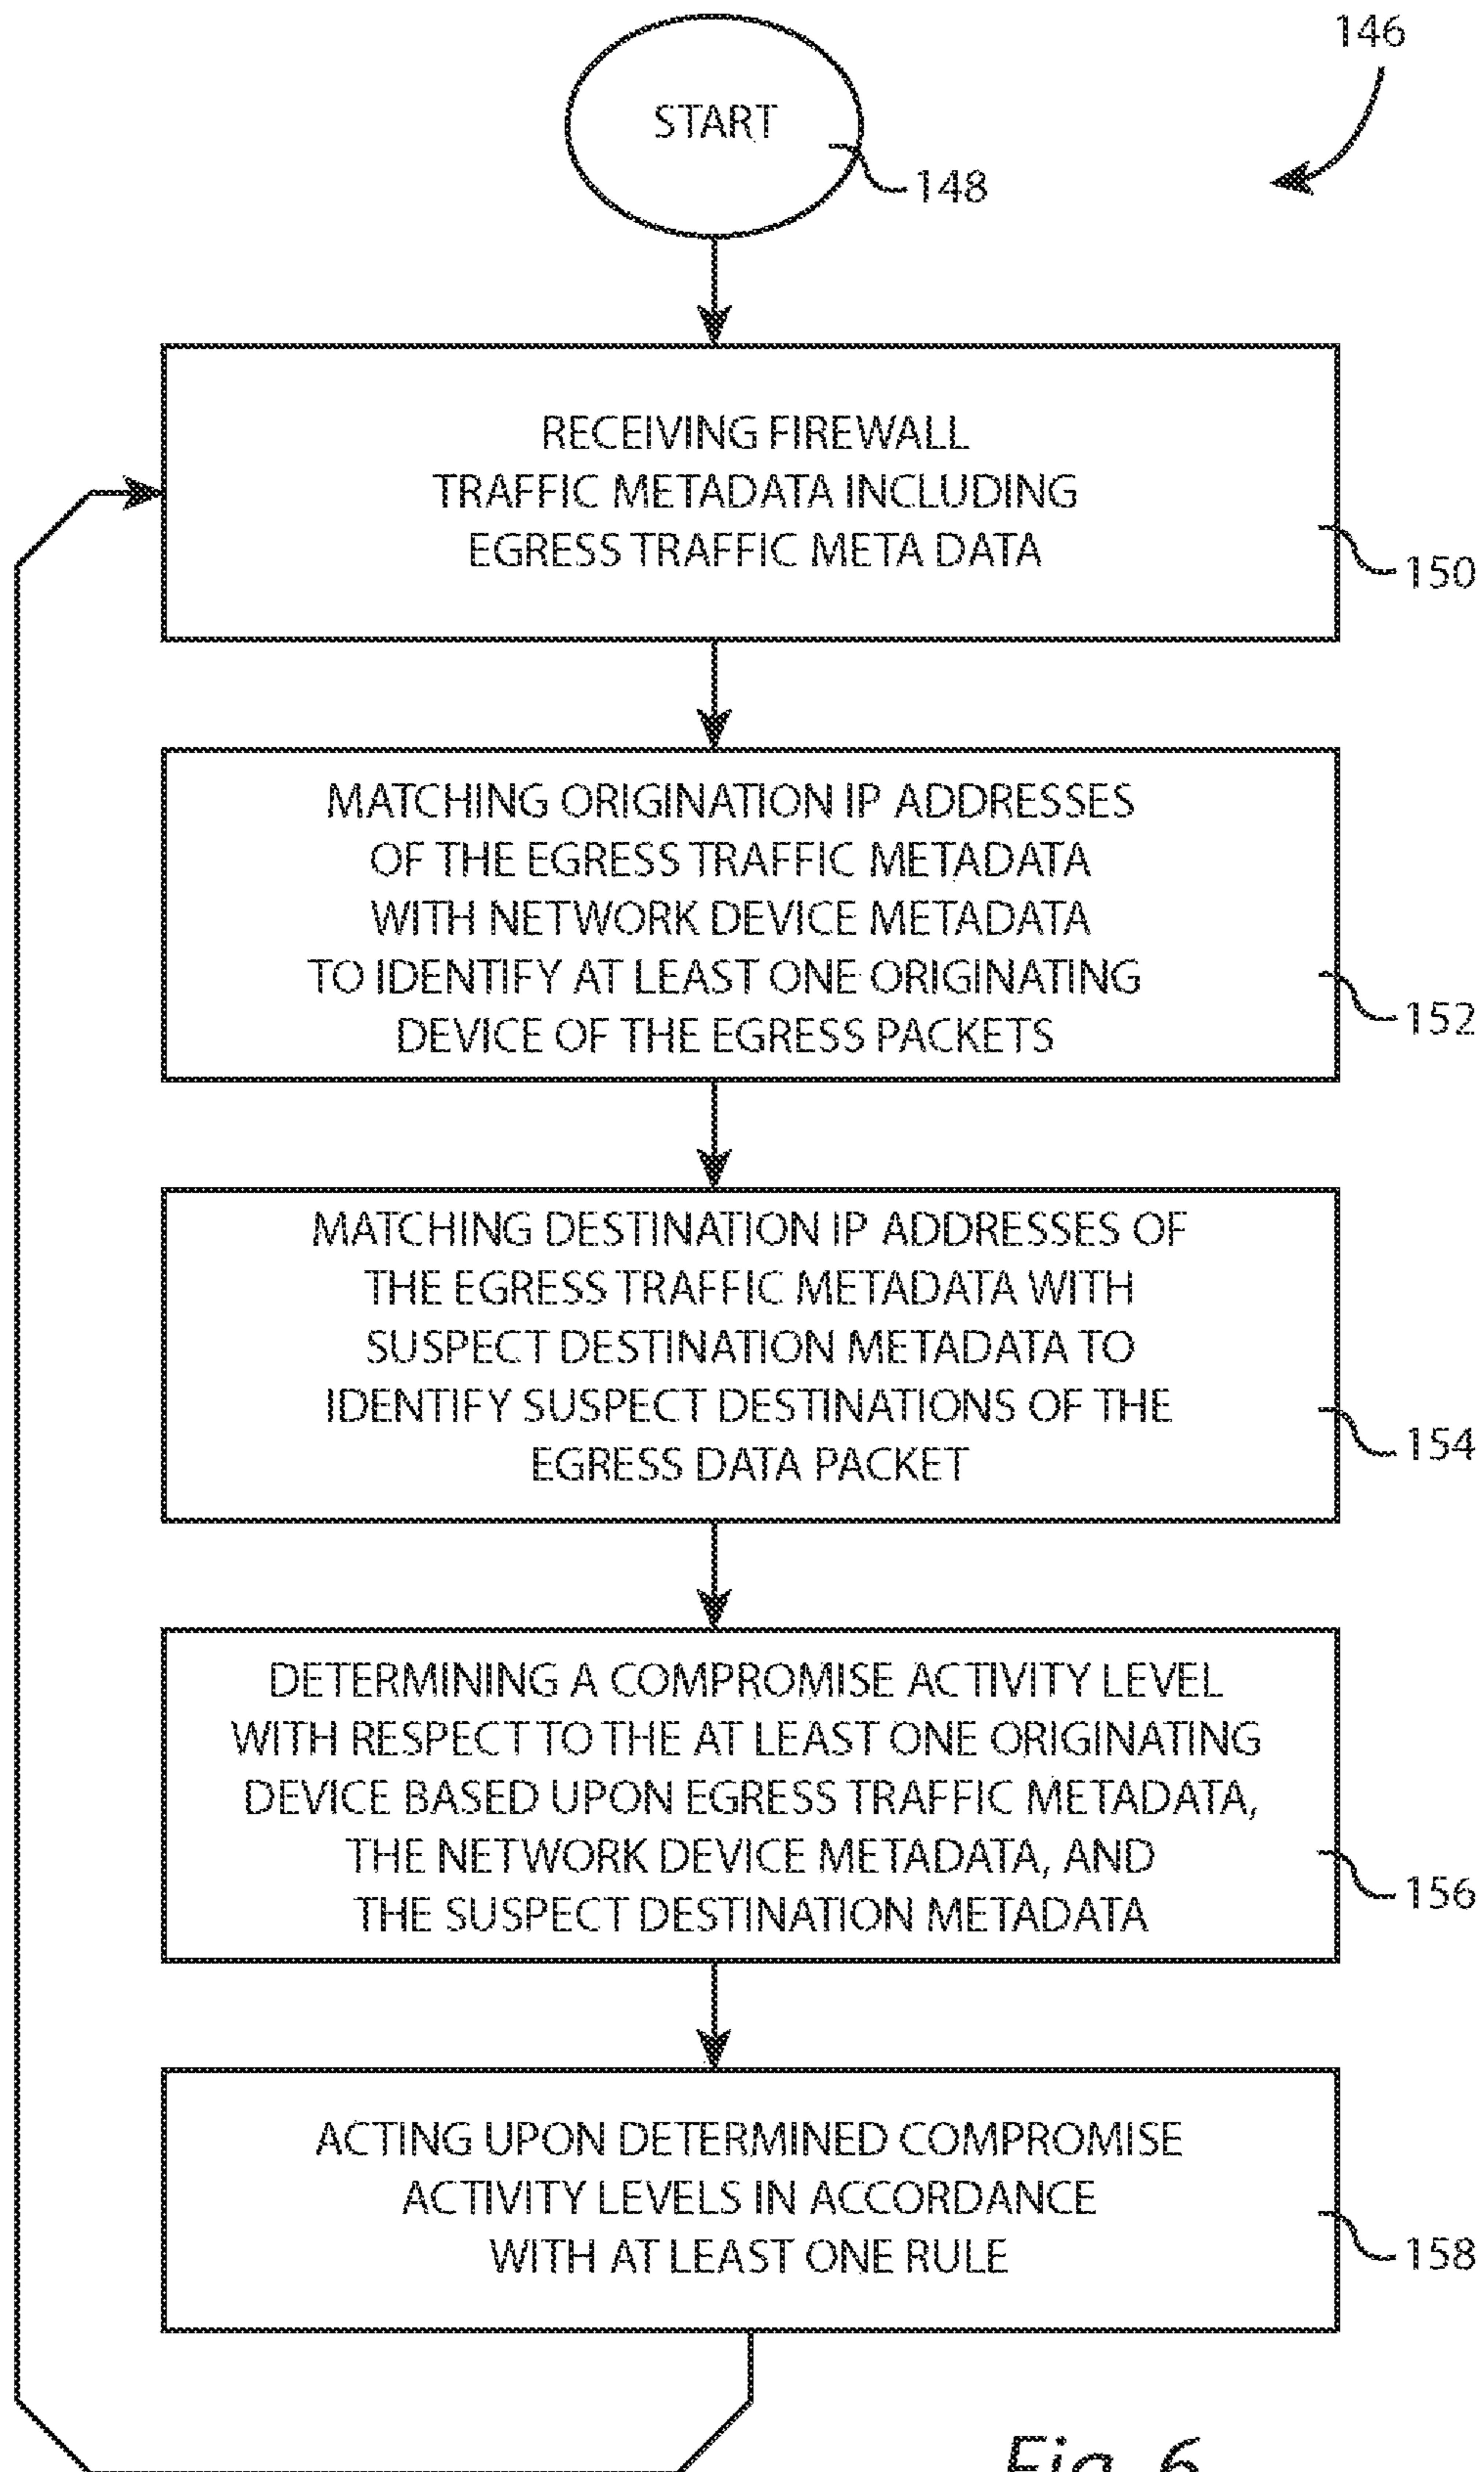 146
START
148
RECEIVING FIREWALL
TRAFFIC METADATA INCLUDING
EGRESS TRAFFIC META DATA
150
MATCHING ORIGINATION IP ADDRESSES
OF THE EGRESS TRAFFIC METADATA
WITH NETWORK DEVICE METADATA
TO IDENTIFY AT LEAST ONE ORIGINATING
DEVICE OF THE EGRESS PACKETS
152
MATCHING DESTINATION IP ADDRESSES OF
THE EGRESS TRAFFIC METADATA WITH
SUSPECT DESTINATION METADATA TO
IDENTIFY SUSPECT DESTINATIONS OF THE
EGRESS DATA PACKET
154
DETERMINING A COMPROMISE ACTIVITY LEVEL
WITH RESPECT TO THE AT LEAST ONE ORIGINATING
DEVICE BASED UPON EGRESS TRAFFIC METADATA,
THE NETWORK DEVICE METADATA, AND
THE SUSPECT DESTINATION METADATA
156
ACTING UPON DETERMINED COMPROMISE
ACTIVITY LEVELS IN ACCORDANCE
WITH AT LEAST ONE RULE
158
Fig. 6